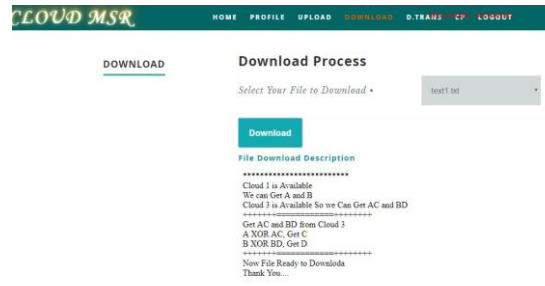 CLOUD MSR
HOME PROFILE UPLOAD DOWNLOAD D.TRANS CP LOGOUT
DOWNLOAD
Download Process
Select Your File to Download •
text1.txt
Download
File Download Description
*************************
Cloud 1 is Available
We can Get A and B
Cloud 3 is Available So we Can Get AC and BD
+++++++============++++++++
Get AC and BD from Cloud 3
A XOR AC, Get C
B XOR BD, Get D
+++++++============++++++++
Now File Ready to Downloda
Thank You....